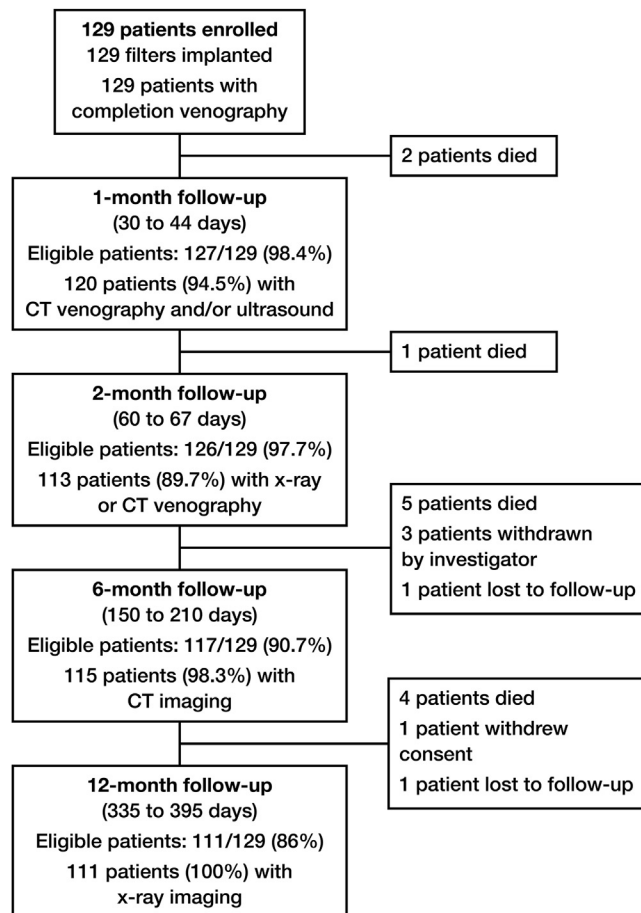 129 patients enrolled
129 filters implanted
129 patients with
completion venography
2 patients died
1-month follow-up
(30 to 44 days)
Eligible patients: 127/129 (98.4%)
120 patients (94.5%) with
CT venography and/or ultrasound
1 patient died
2-month follow-up
(60 to 67 days)
Eligible patients: 126/129 (97.7%)
113 patients (89.7%) with x-ray
or CT venography
5 patients died
3 patients withdrawn
by investigator
1 patient lost to follow-up
6-month follow-up
(150 to 210 days)
Eligible patients: 117/129 (90.7%)
115 patients (98.3%) with
CT imaging
4 patients died
1 patient withdrew
consent
1 patient lost to follow-up
12-month follow-up
(335 to 395 days)
Eligible patients: 111/129 (86%)
111 patients (100%) with
x-ray imaging